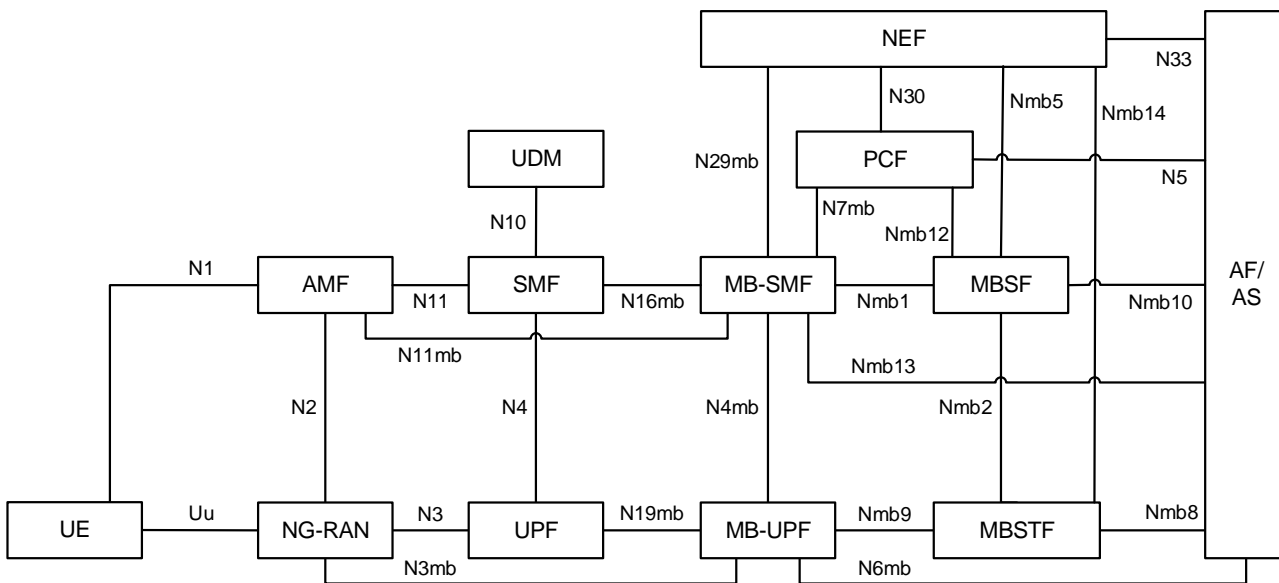 NEF
N33
N30
Nmb5
Nmb14
UDM
N29mb
PCF
N5
N10
N7mb
Nmb12
N1
AMF
N11
SMF
N16mb
MB-SMF
Nmb1
MBSF
Nmb10
AF/
AS
N11mb
Nmb13
N2
N4
N4mb
Nmb2
UE
Uu
NG-RAN
N3
UPF
N19mb
MB-UPF
Nmb9
MBSTF
Nmb8
N3mb
N6mb